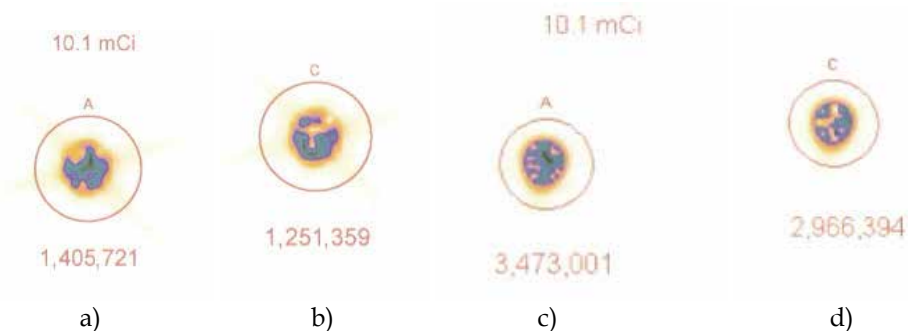 10.1 mCi
A
1,405,721
a)
C
1,251,359
b)
10.1 mCi
A
3,473,001
c)
C
2,966,394
d)